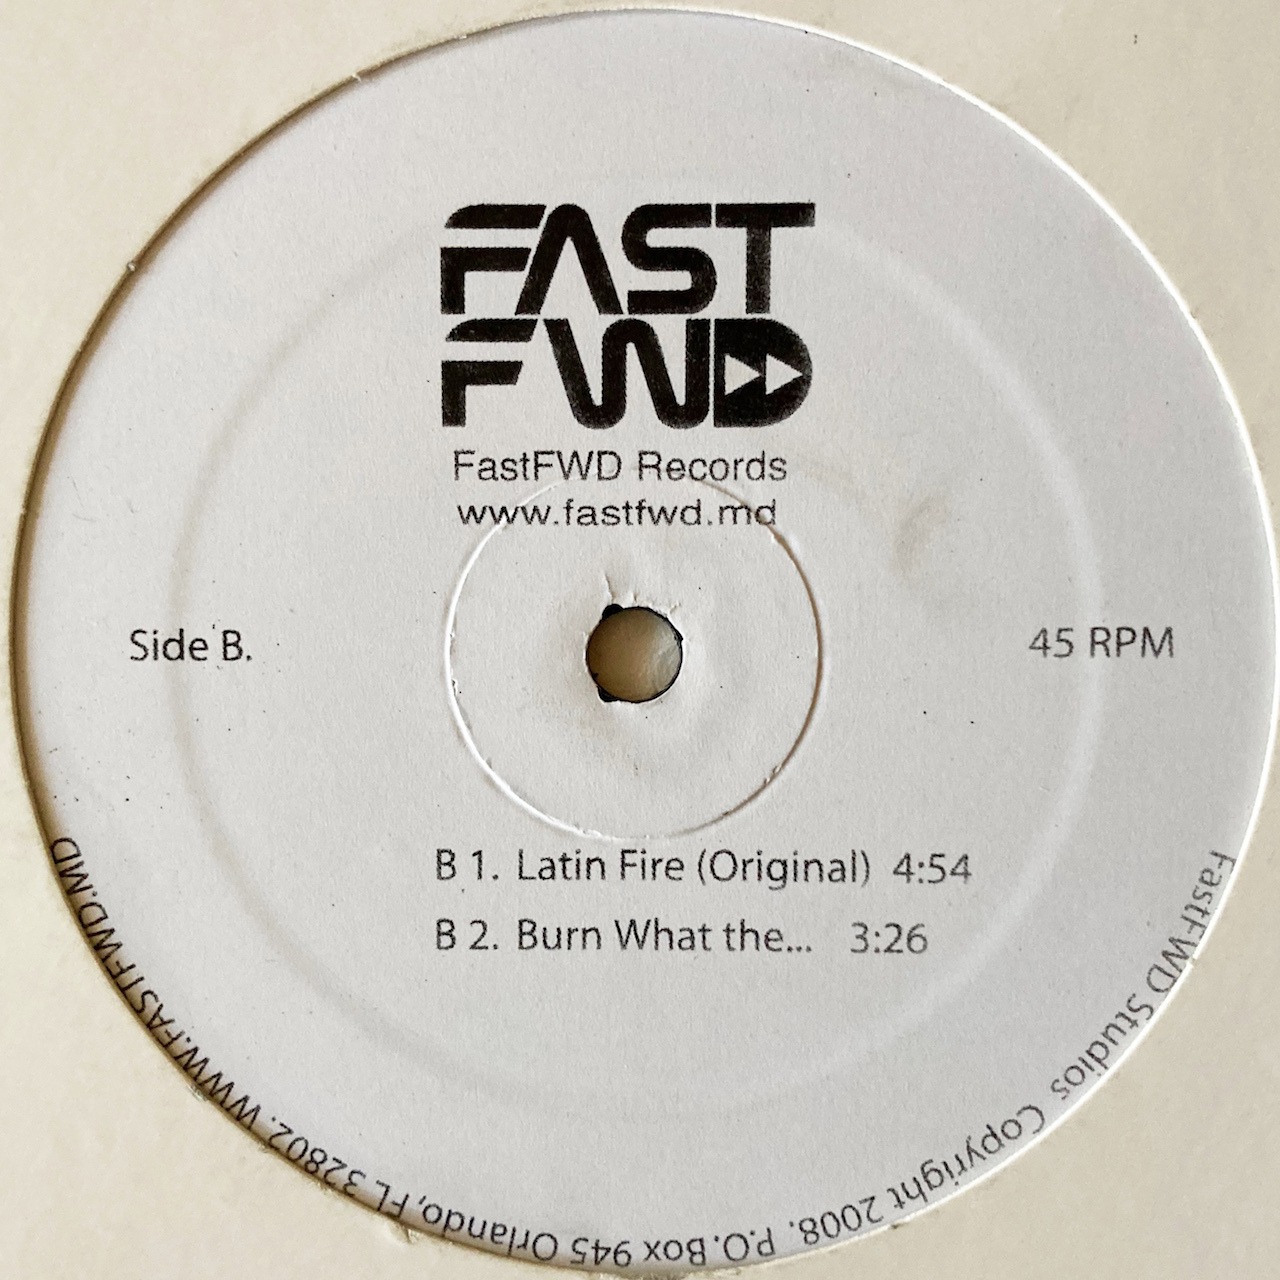 FAST
FWD
FastFWD Records
www.fastfwd.md
Side B.
45 RPM
B 1. Latin Fire (Original) 4:54
B 2. Burn What the... 3:26
FastFWD Studios Copyright 2008. P.O. Box 945 Orlando, FL 32802. WWW.FASTFWD.MD